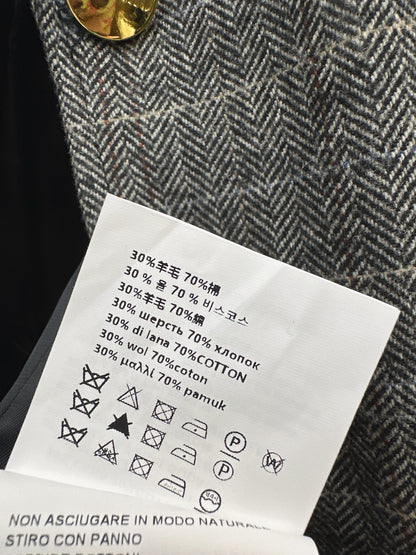 30%羊毛 70%棉
30 % 울 70 % 비스코스
30%羊毛 70%綿
30% шерсть 70% хлопок
30% di lana 70%COTTON
30% wol 70%coton
30% μαλλί 70% pamuk
P W
P
NON ASCIUGARE IN MODO NATURALE
STIRO CON PANNO